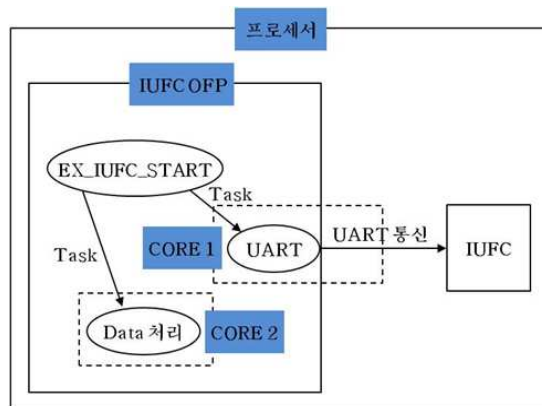 프로세서
IUFC OFP
EX_IUFC_START
Task
CORE 1
UART
UART 통신
IUFC
Task
Data 처리
CORE 2